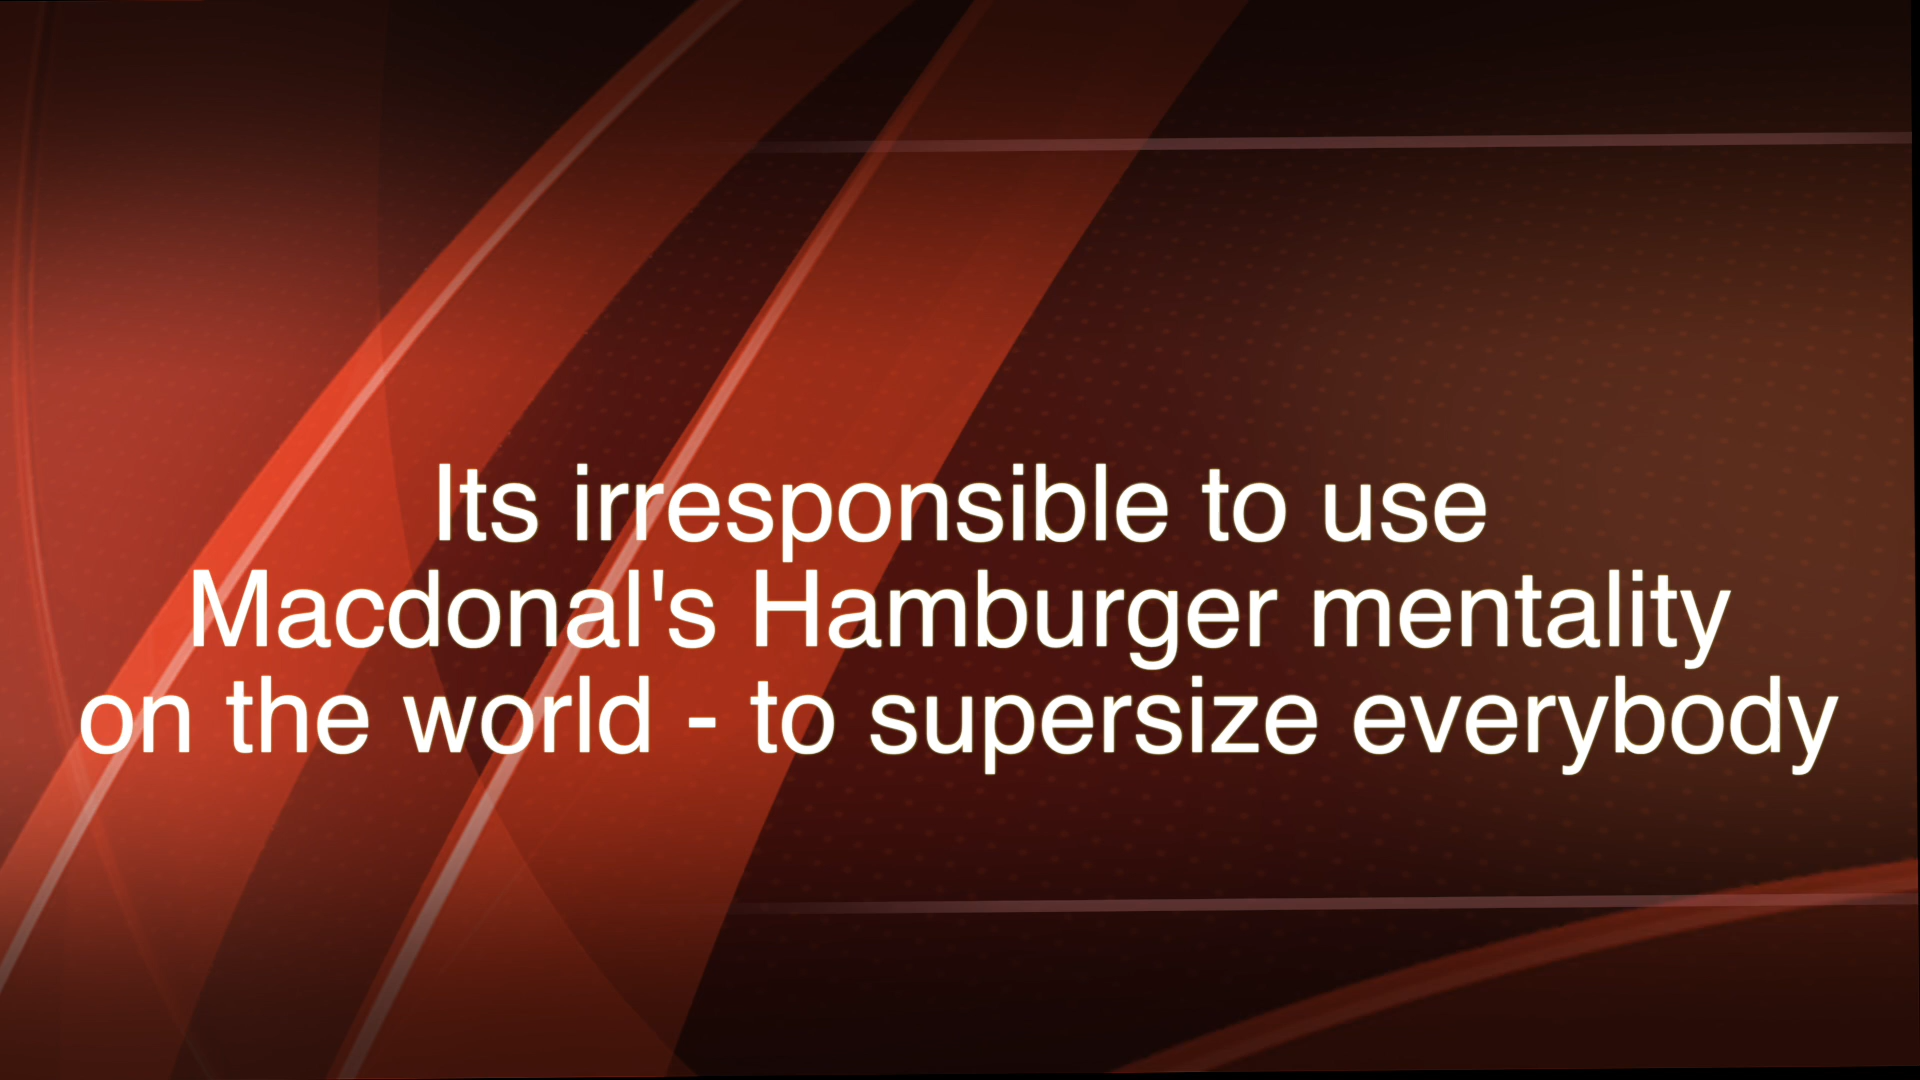 Its irresponsible to use
Macdonal's Hamburger mentality
on the world - to supersize everybody